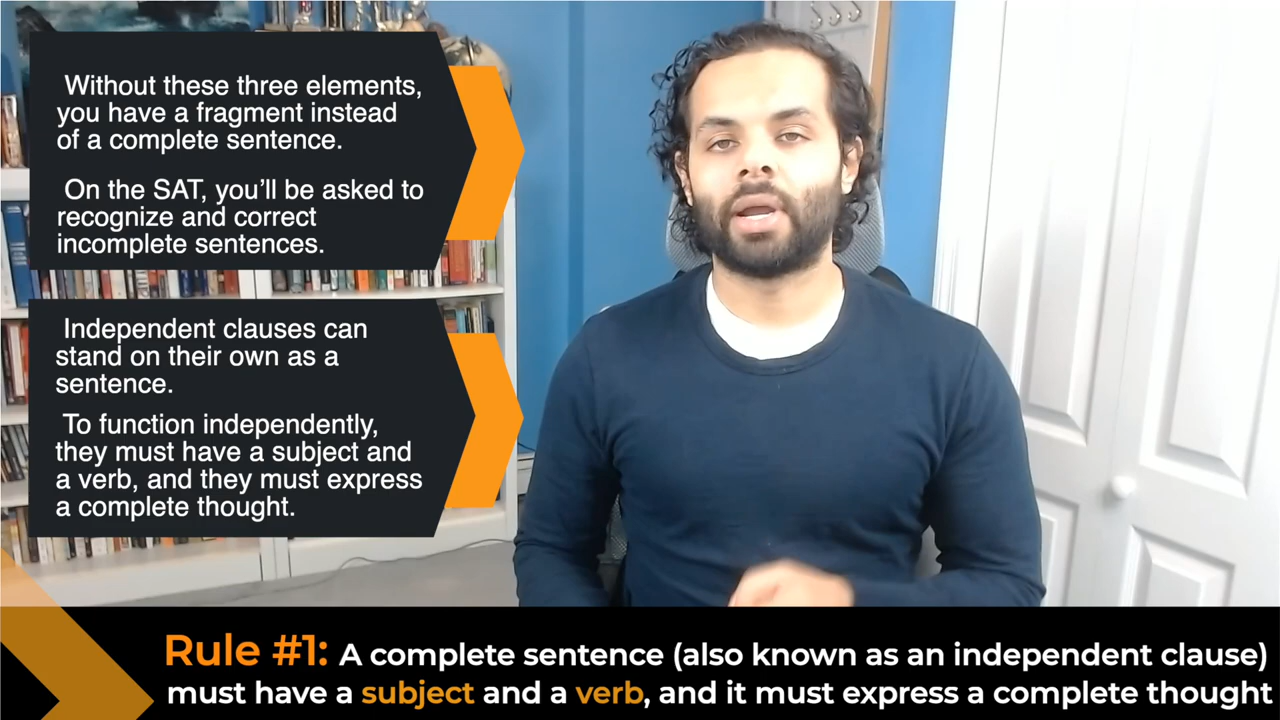 Without these three elements,
you have a fragment instead
of a complete sentence.
On the SAT, you'll be asked to
recognize and correct
incomplete sentences.
Independent clauses can
stand on their own as a
sentence.
To function independently,
they must have a subject and
a verb, and they must express
a complete thought.
Rule #1: A complete sentence (also known as an independent clause)
must have a subject and a verb, and it must express a complete thought